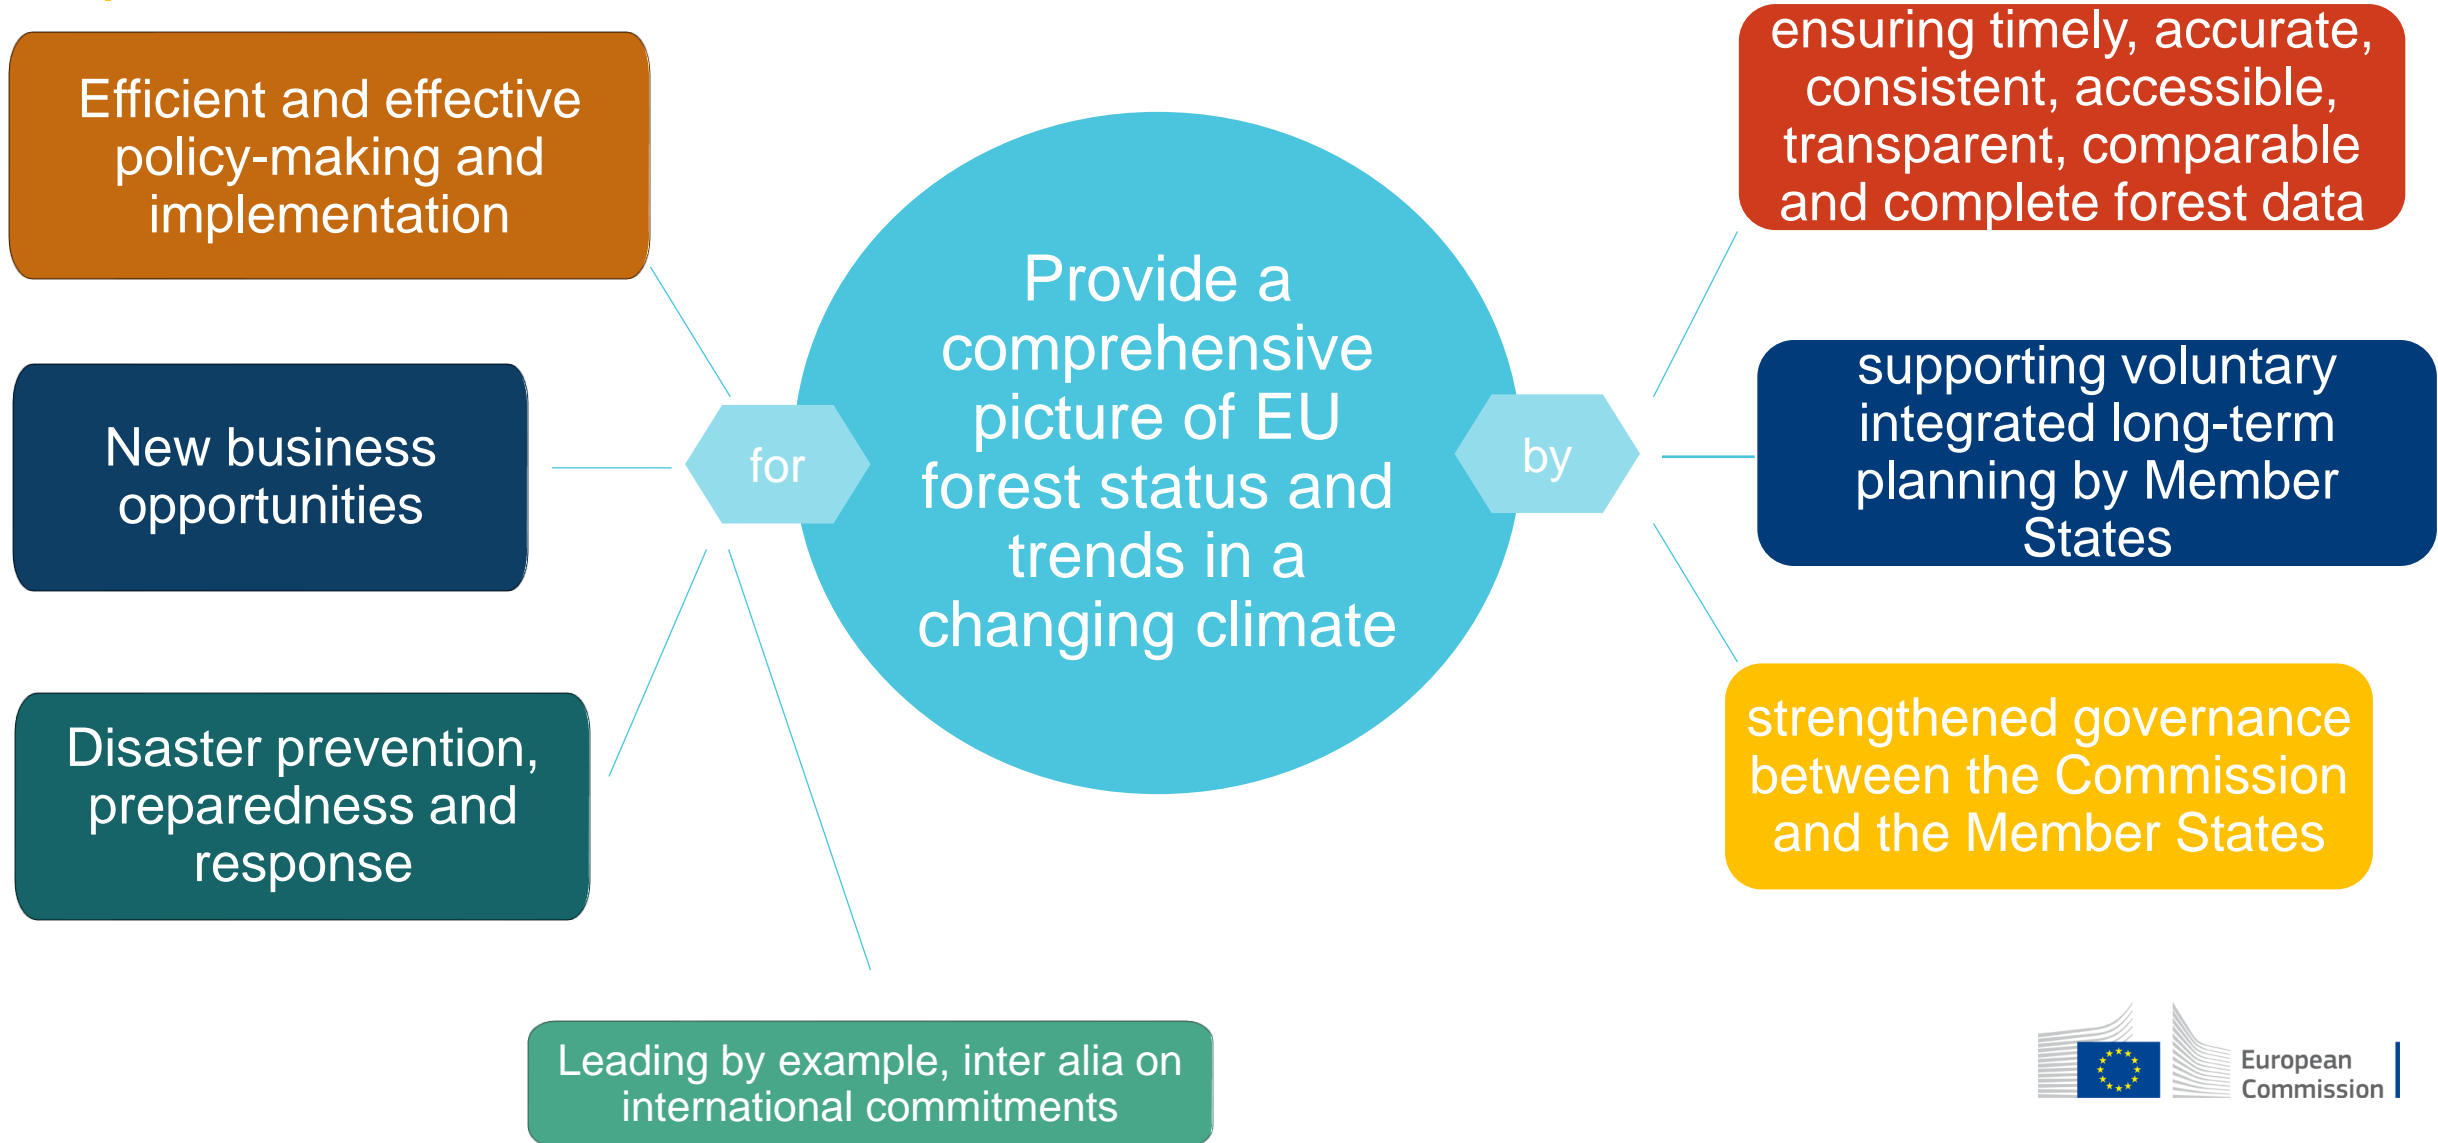 Efficient and effective
policy-making and
implementation
New business
opportunities
Disaster prevention,
preparedness and
response
Leading by example, inter alia on
international commitments
for
Provide a
comprehensive
picture of EU
forest status and
trends in a
changing climate
by
ensuring timely, accurate,
consistent, accessible,
transparent, comparable
and complete forest data
supporting voluntary
integrated long-term
planning by Member
States
strengthened governance
between the Commission
and the Member States
European
Commission